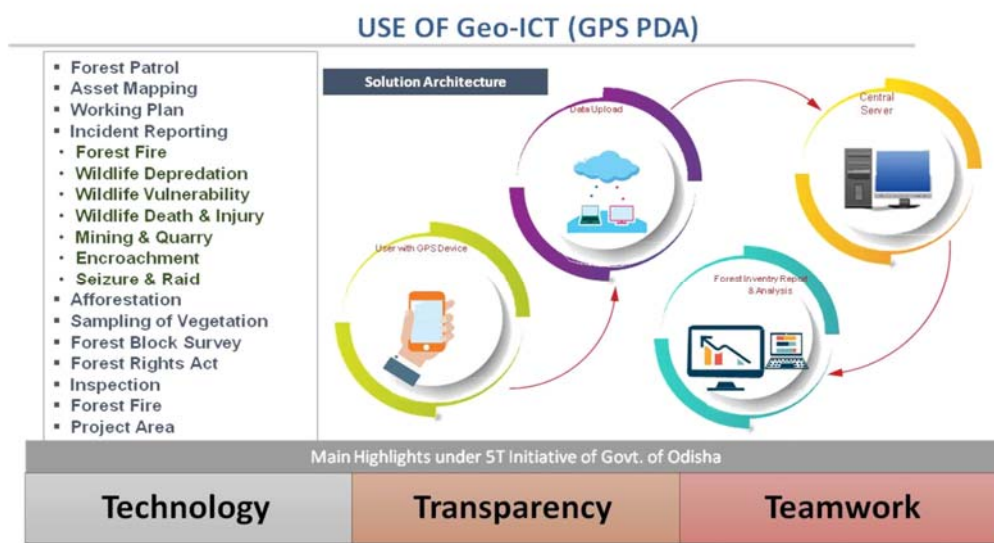 USE OF Geo-ICT (GPS PDA)
▪ Forest Patrol
▪ Asset Mapping
▪ Working Plan
▪ Incident Reporting
• Forest Fire
• Wildlife Depredation
• Wildlife Vulnerability
• Wildlife Death & Injury
• Mining & Quarry
• Encroachment
• Seizure & Raid
▪ Afforestation
▪ Sampling of Vegetation
▪ Forest Block Survey
▪ Forest Rights Act
▪ Inspection
▪ Forest Fire
▪ Project Area
Solution Architecture
User with GPS Device
Data Upload
Central
Server
Forest Inventry Report
& Analysis
Main Highlights under 5T Initiative of Govt. of Odisha
Technology
Transparency
Teamwork